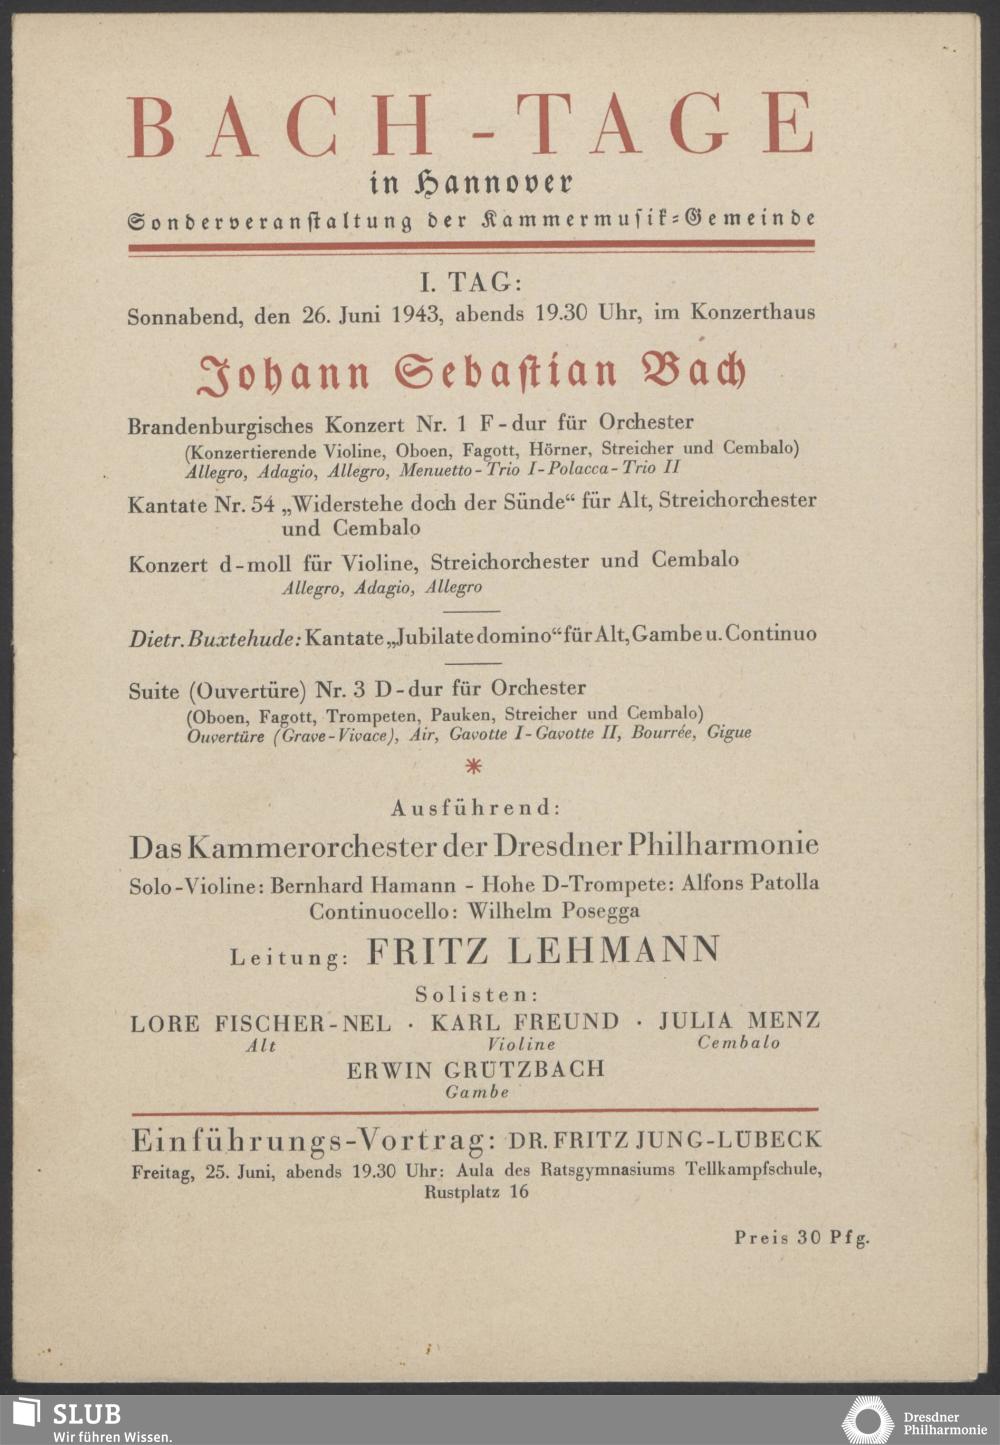 BACH-TAGE
in Hannover
Sonderveranstaltung der Kammermusik=Gemeinde
I. TAG:
Sonnabend, den 26. Juni 1943, abends 19.30 Uhr, im Konzerthaus
Johann Sebastian Bach
Brandenburgisches Konzert Nr. 1 F-dur für Orchester
(Konzertierende Violine, Oboen, Fagott, Hörner, Streicher und Cembalo)
Allegro, Adagio, Allegro, Menuetto-Trio I-Polacca-Trio II
Kantate Nr. 54 „Widerstehe doch der Sünde“ für Alt, Streichorchester
und Cembalo
Konzert d-moll für Violine, Streichorchester und Cembalo
Allegro, Adagio, Allegro
Dietr. Buxtehude: Kantate „Jubilate domino“ für Alt, Gambe u. Continuo
Suite (Ouvertüre) Nr. 3 D-dur für Orchester
(Oboen, Fagott, Trompeten, Pauken, Streicher und Cembalo)
Ouvertüre (Grave-Vivace), Air, Gavotte I-Gavotte II, Bourrée, Gigue
*
Ausführend:
Das Kammerorchester der Dresdner Philharmonie
Solo-Violine: Bernhard Hamann - Hohe D-Trompete: Alfons Patolla
Continuocello: Wilhelm Posegga
Leitung: FRITZ LEHMANN
Solisten:
LORE FISCHER-NEL · KARL FREUND · JULIA MENZ
Alt Violine Cembalo
ERWIN GRÜTZBACH
Gambe
Einführungs-Vortrag: DR. FRITZ JUNG-LÜBECK
Freitag, 25. Juni, abends 19.30 Uhr: Aula des Ratsgymnasiums Tellkampfschule,
Rustplatz 16
Preis 30 Pfg.
SLUB
Wir führen Wissen.
Dresdner
Philharmonie